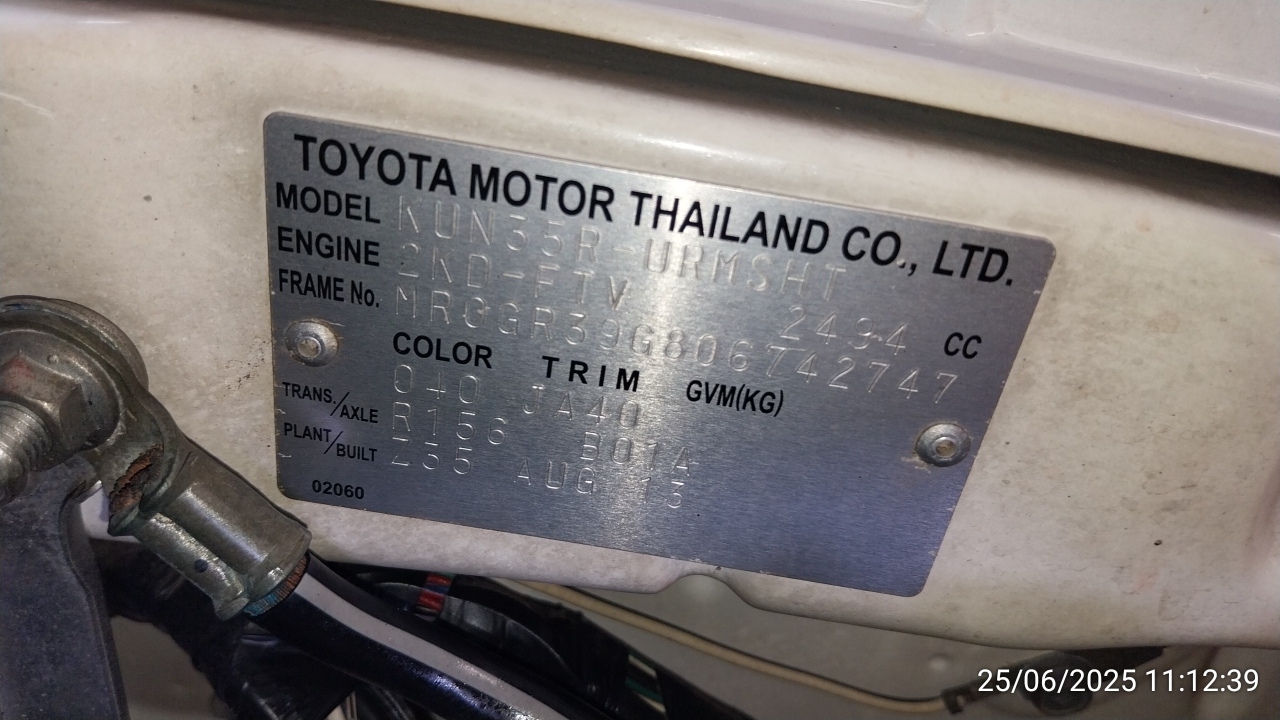 TOYOTA MOTOR THAILAND CO., LTD.
MODEL KUN35R-URMSHT
ENGINE 2KD-FTV 2494 CC
FRAME No. MR0GR39G806742747
COLOR TRIM GVM(KG)
040 JA40
TRANS./AXLE R156 B01A
PLANT/BUILT AUG 13
02060
25/06/2025 11:12:39